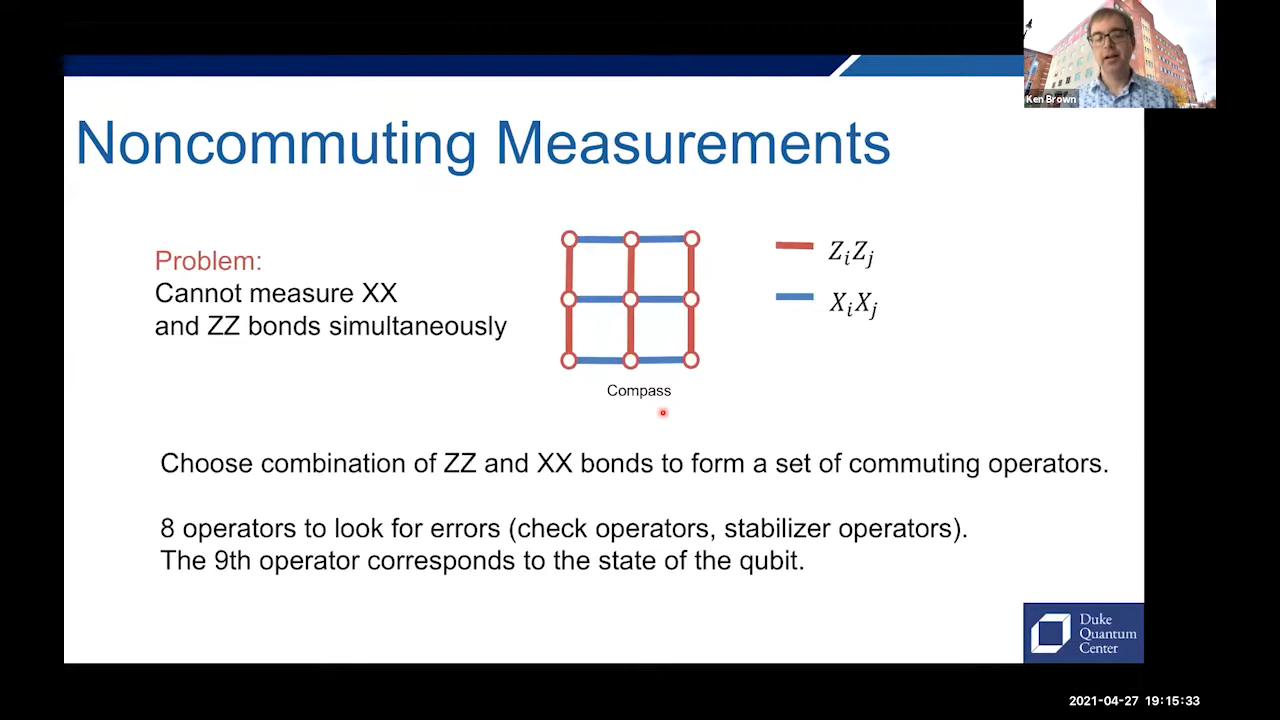 Ken Brown
Noncommuting Measurements
Problem:
Cannot measure XX
and ZZ bonds simultaneously
Z_iZ_j
X_iX_j
Compass
Choose combination of ZZ and XX bonds to form a set of commuting operators.
8 operators to look for errors (check operators, stabilizer operators).
The 9th operator corresponds to the state of the qubit.
Duke
Quantum
Center
2021-04-27 19:15:33